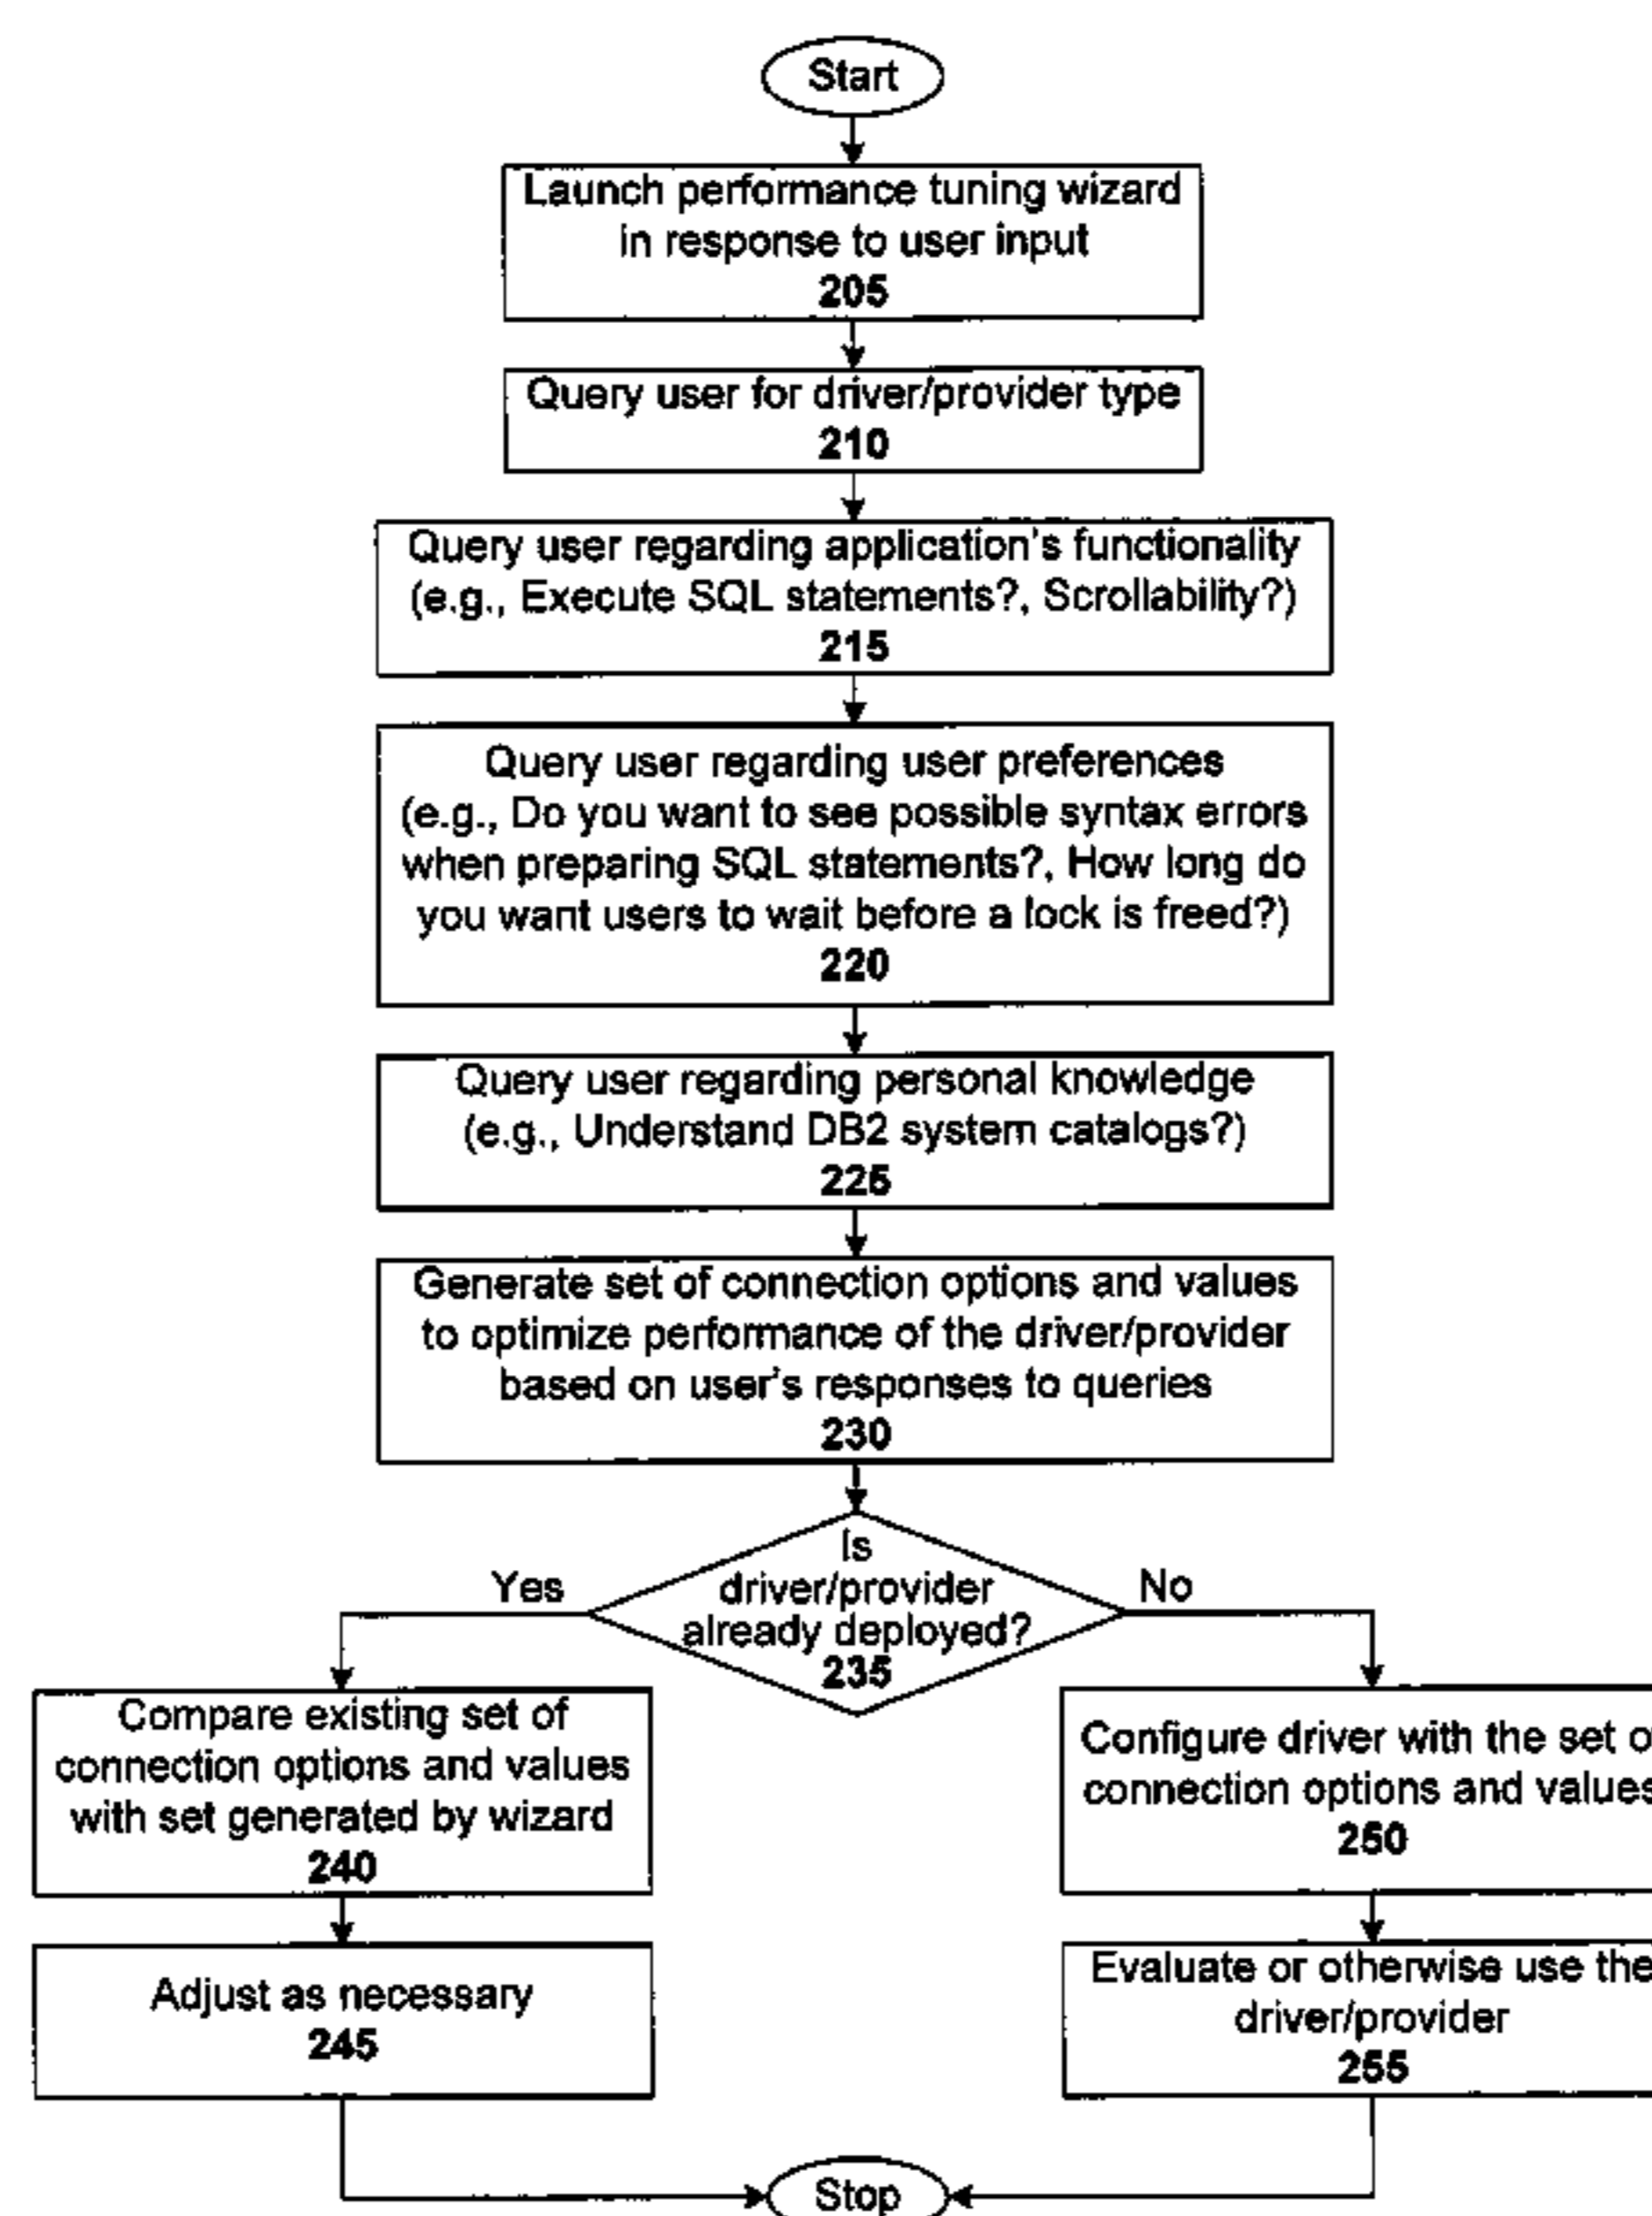 Start
Launch performance tuning wizard
in response to user input
205
Query user for driver/provider type
210
Query user regarding application's functionality
(e.g., Execute SQL statements?, Scrollability?)
215
Query user regarding user preferences
(e.g., Do you want to see possible syntax errors
when preparing SQL statements?, How long do
you want users to wait before a lock is freed?)
220
Query user regarding personal knowledge
(e.g., Understand DB2 system catalogs?)
225
Generate set of connection options and values
to optimize performance of the driver/provider
based on user's responses to queries
230
Is
driver/provider
already deployed?
235
Yes
No
Compare existing set of
connection options and values
with set generated by wizard
240
Configure driver with the set
connection options and values
250
Adjust as necessary
245
Evaluate or otherwise use the
driver/provider
255
Stop